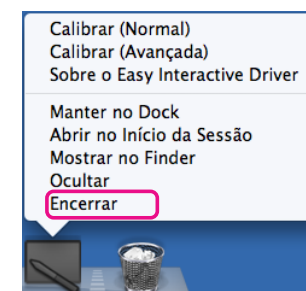 Calibrar (Normal)
Calibrar (Avançada)
Sobre o Easy Interactive Driver
Manter no Dock
Abrir no Início da Sessão
Mostrar no Finder
Ocultar
Encerrar